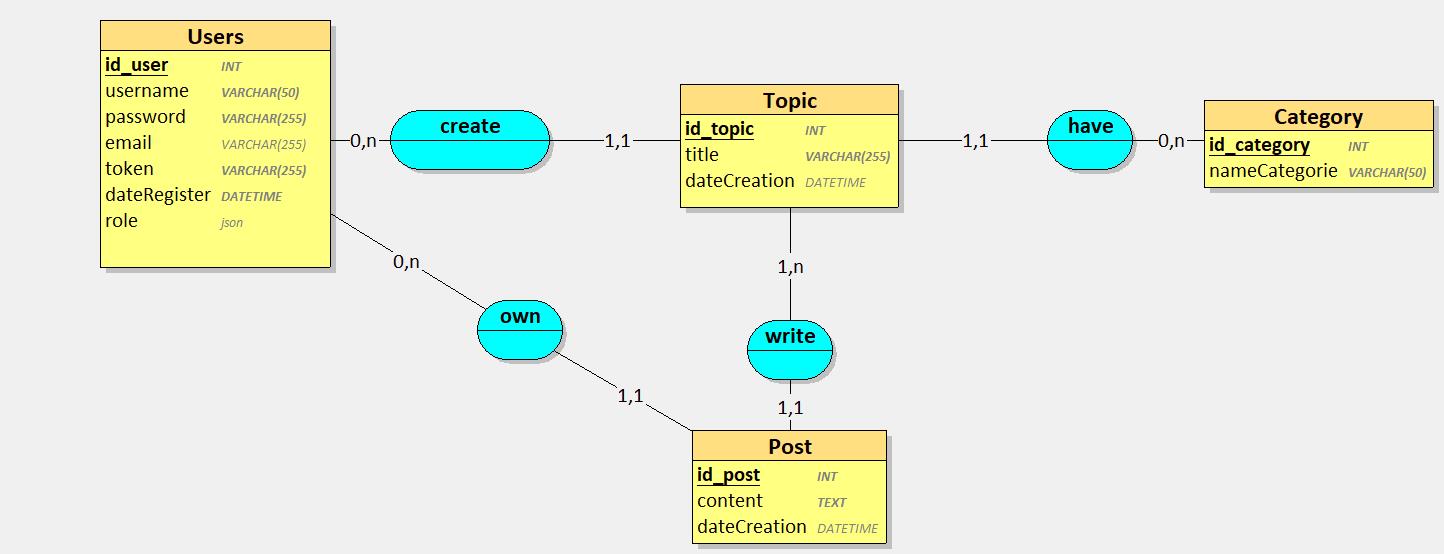 Users
id_user INT
username VARCHAR(50)
password VARCHAR(255)
email VARCHAR(255)
token VARCHAR(255)
dateRegister DATETIME
role json
0,n
create
1,1
Topic
id_topic INT
title VARCHAR(255)
dateCreation DATETIME
1,1
have
0,n
Category
id_category INT
nameCategorie VARCHAR(50)
0,n
own
1,1
1,n
write
1,1
Post
id_post INT
content TEXT
dateCreation DATETIME